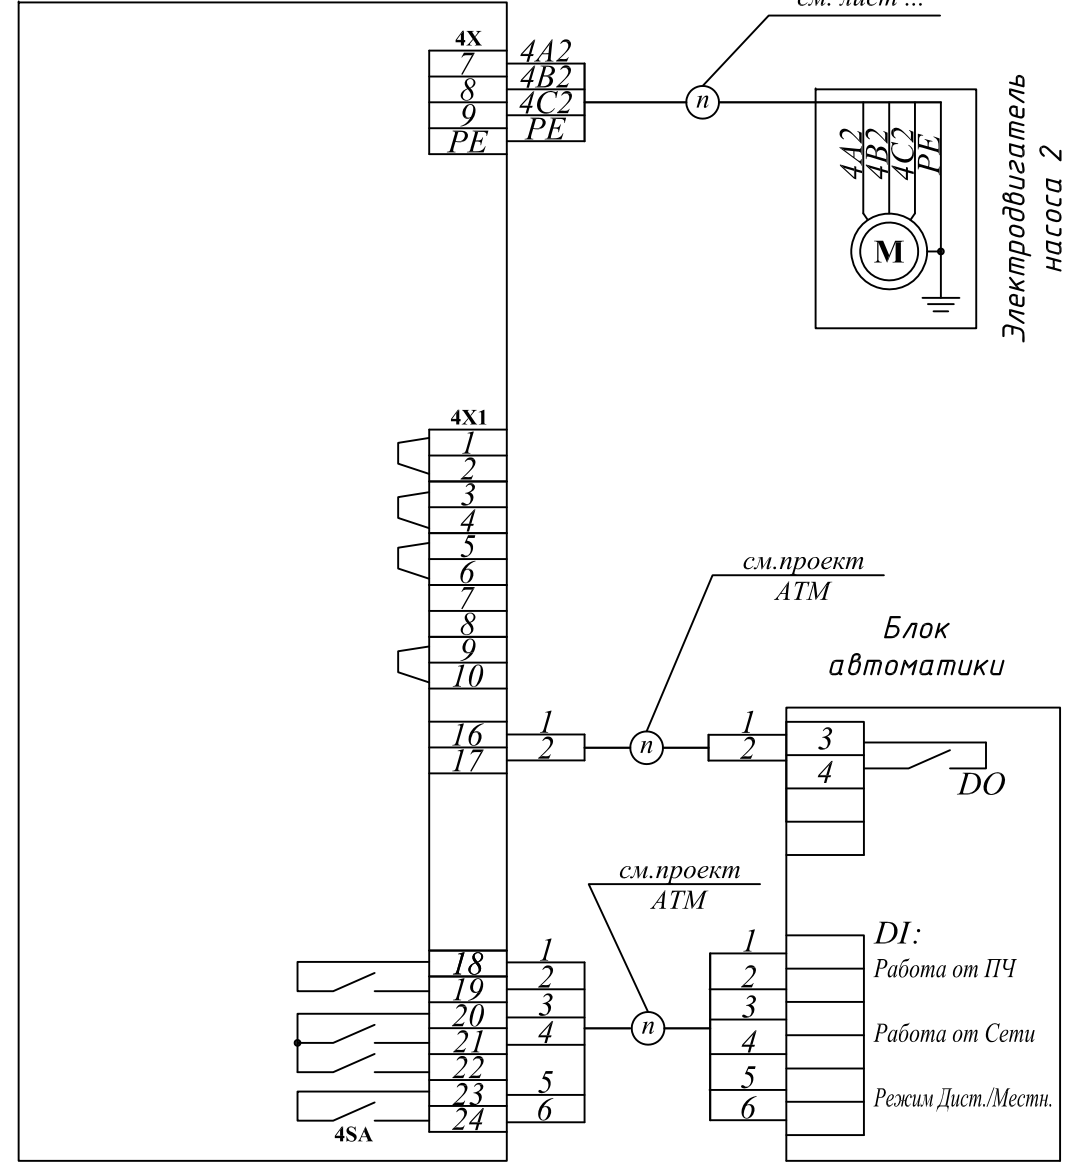 см. лист ...
4X
7
8
9
PE
4A2
4B2
4C2
PE
п
4A2
4B2
4C2
PE
M
Электродвигатель
насоса 2
4X1
1
2
3
4
5
6
7
8
9
10
16
17
1
2
см.проект
АТМ
п
1
2
Блок
автоматики
3
4
DO
18
19
20
21
22
23
24
4SA
1
2
3
4
5
6
см.проект
АТМ
п
1
2
3
4
5
6
DI:
Работа от ПЧ
Работа от Сети
Режим Дист./Местн.